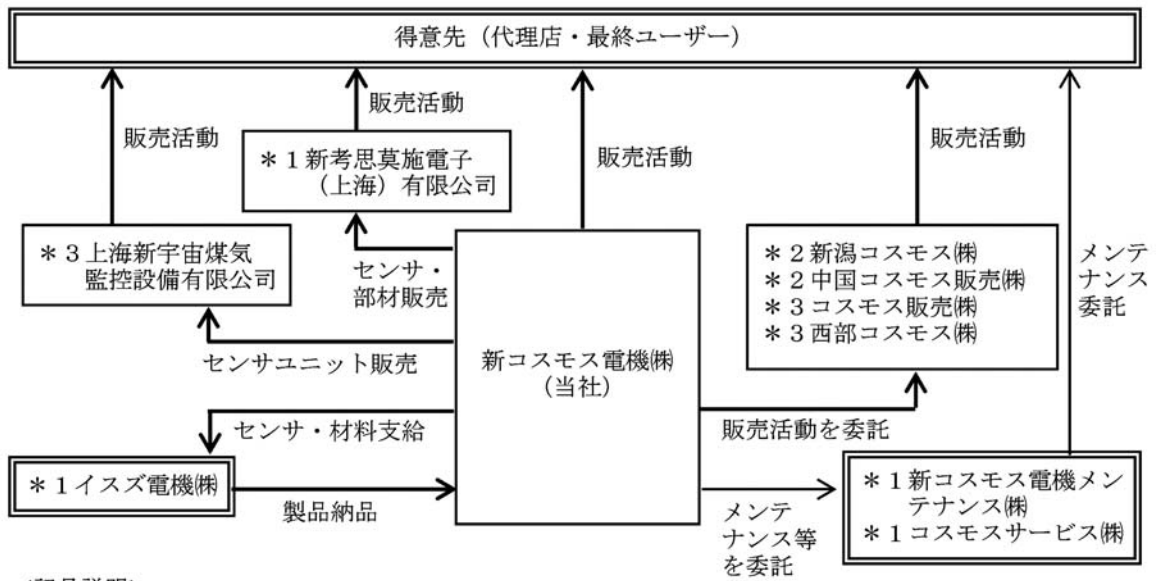 得意先（代理店・最終ユーザー）
販売活動
販売活動
販売活動
販売活動
＊１新考思莫施電子
（上海）有限公司
＊３上海新宇宙煤気
監控設備有限公司
センサ・
部材販売
センサユニット販売
新コスモス電機㈱
（当社）
＊２新潟コスモス㈱
＊２中国コスモス販売㈱
＊３コスモス販売㈱
＊３西部コスモス㈱
メンテ
ナンス
委託
センサ・材料支給
販売活動を委託
＊１イスズ電機㈱
製品納品
メンテ
ナンス等
を委託
＊１新コスモス電機メン
テナンス㈱
＊１コスモスサービス㈱